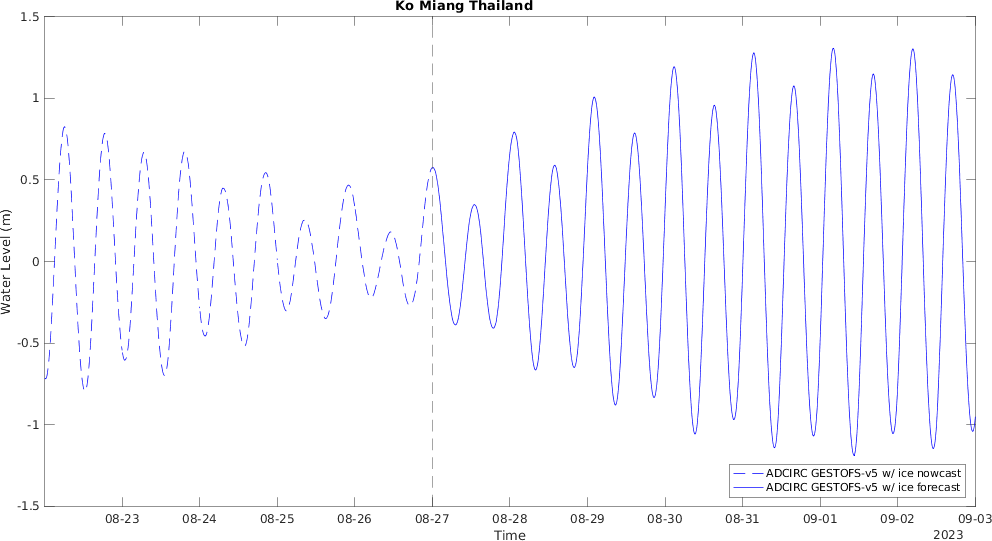 Ko Miang Thailand
1.5
1
0.5
0
-0.5
-1
-1.5
Water Level (m)
08-23 08-24 08-25 08-26 08-27 08-28 08-29 08-30 08-31 09-01 09-02 09-03
Time
2023
ADCIRC GESTOFS-v5 w/ ice nowcast
ADCIRC GESTOFS-v5 w/ ice forecast